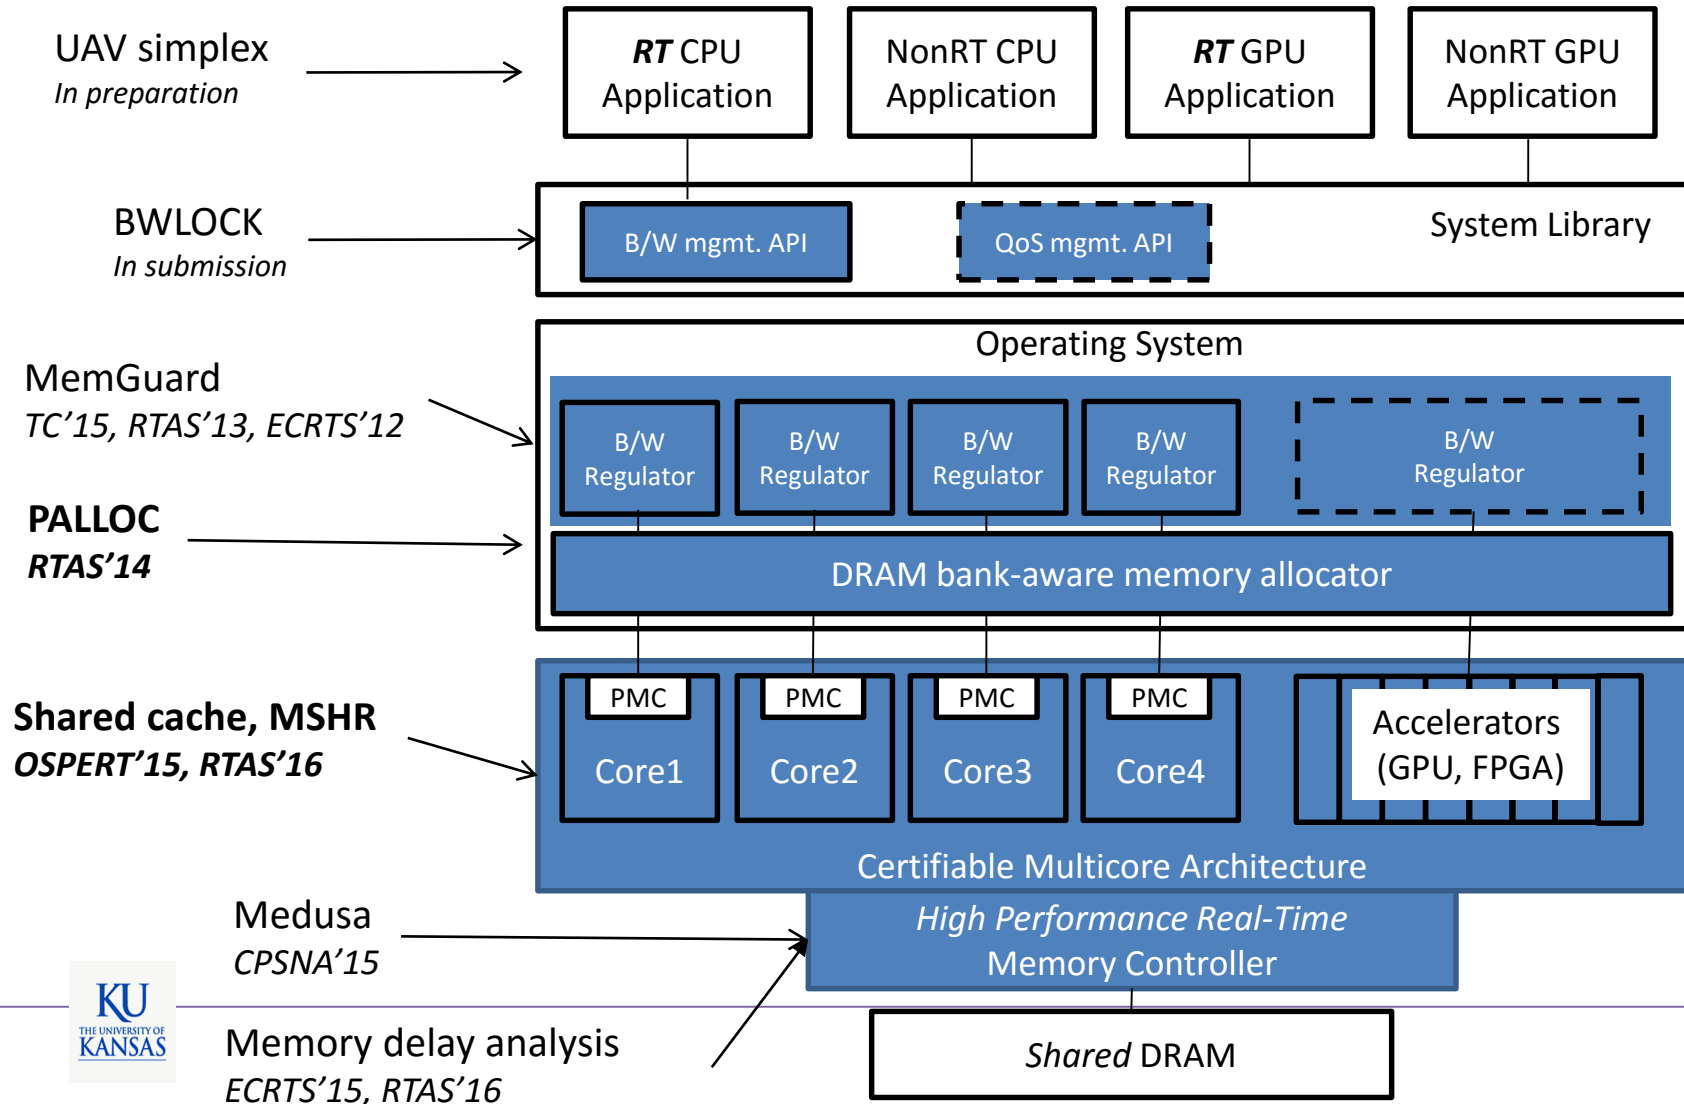 UAV simplex
In preparation
RT CPU
Application
NonRT CPU
Application
RT GPU
Application
NonRT GPU
Application
BWLOCK
In submission
B/W mgmt. API
QoS mgmt. API
System Library
Operating System
MemGuard
TC’15, RTAS’13, ECRTS’12
B/W
Regulator
B/W
Regulator
B/W
Regulator
B/W
Regulator
B/W
Regulator
PALLOC
RTAS’14
DRAM bank-aware memory allocator
Shared cache, MSHR
OSPERT’15, RTAS’16
PMC
Core1
PMC
Core2
PMC
Core3
PMC
Core4
Accelerators
(GPU, FPGA)
Certifiable Multicore Architecture
Medusa
CPSNA’15
High Performance Real-Time
Memory Controller
KU
THE UNIVERSITY OF
KANSAS
Memory delay analysis
ECRTS’15, RTAS’16
Shared DRAM